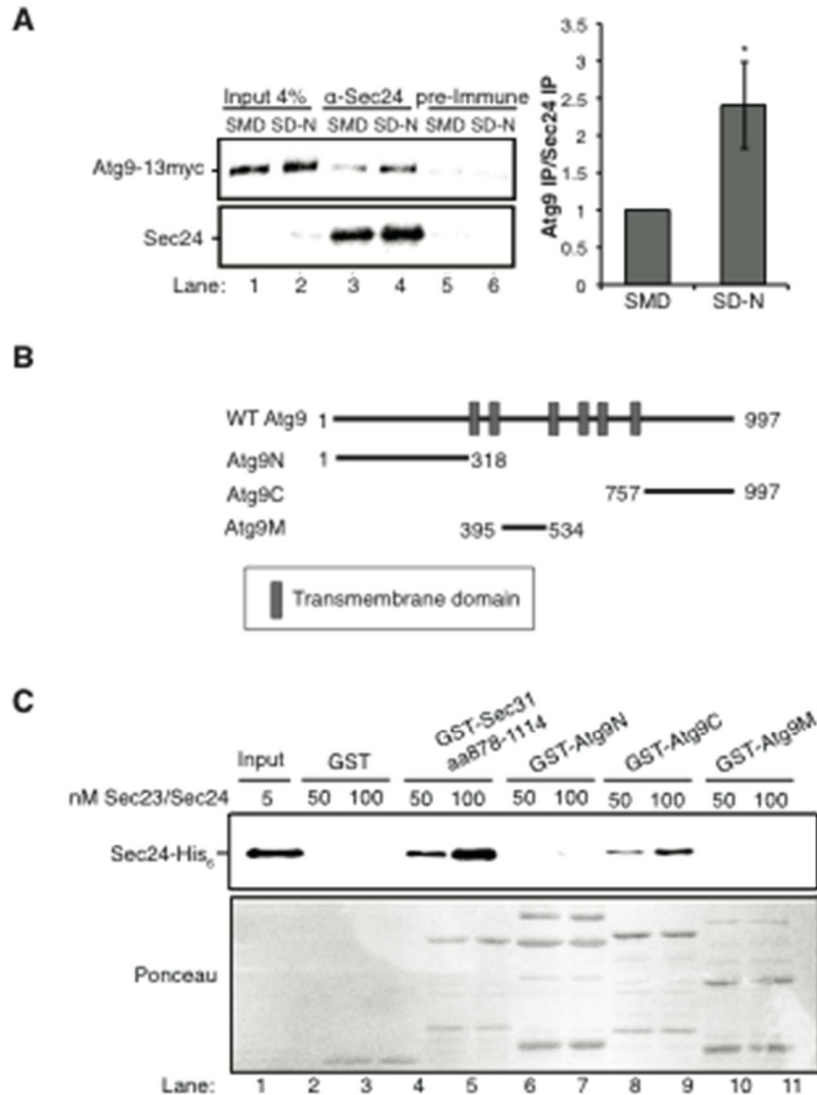 A
Input 4% α-Sec24 pre-Immune
SMD SD-N SMD SD-N SMD SD-N
Atg9-13myc
Sec24
Lane: 1 2 3 4 5 6
Atg9 IP/Sec24 IP
3.5
3
2.5
2
1.5
1
0.5
0
*
SMD SD-N
B
WT Atg9 1 997
Atg9N 1 318
Atg9C 757 997
Atg9M 395 534
Transmembrane domain
C
Input GST GST-Sec31 aa878-1114 GST-Atg9N GST-Atg9C GST-Atg9M
nM Sec23/Sec24 5 50 100 50 100 50 100 50 100 50 100
Sec24-His6
Ponceau
Lane: 1 2 3 4 5 6 7 8 9 10 11